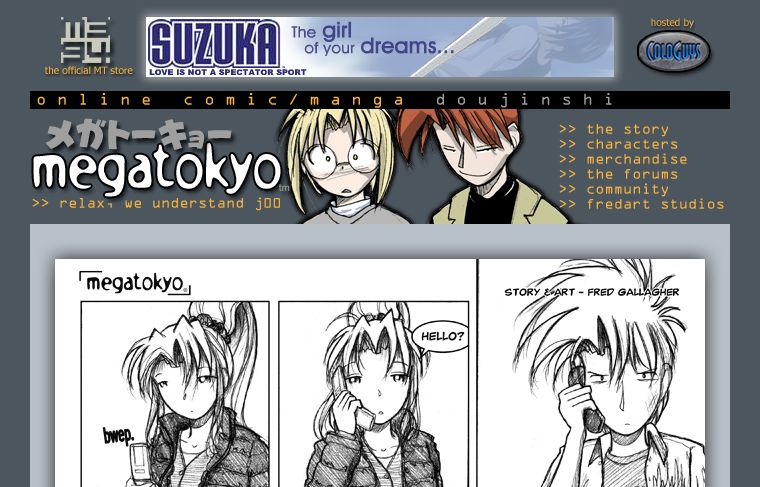 the official MT store
SUZUKA
LOVE IS NOT A SPECTATOR SPORT
The girl
of your dreams...
hosted by
COLOGUYS
online comic/manga doujinshi
メガトーキョー
megatokyo tm
>> relax, we understand j00
>> the story
>> characters
>> merchandise
>> the forums
>> community
>> fredart studios
megatokyo®
STORY & ART - FRED GALLAGHER
bwep.
HELLO?